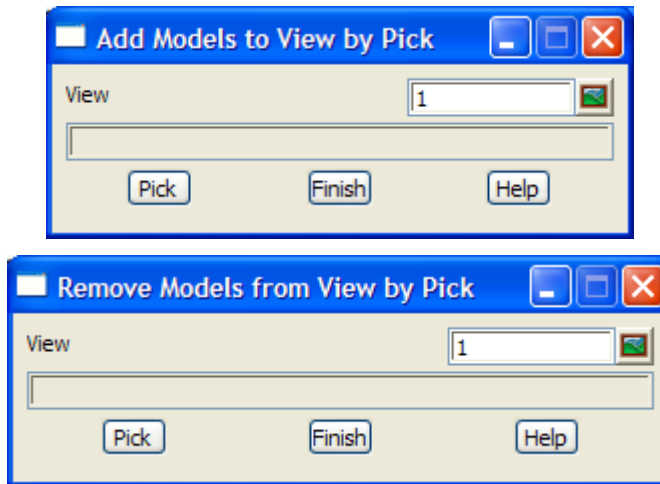 Add Models to View by Pick
View 1
Pick Finish Help
Remove Models from View by Pick
View 1
Pick Finish Help